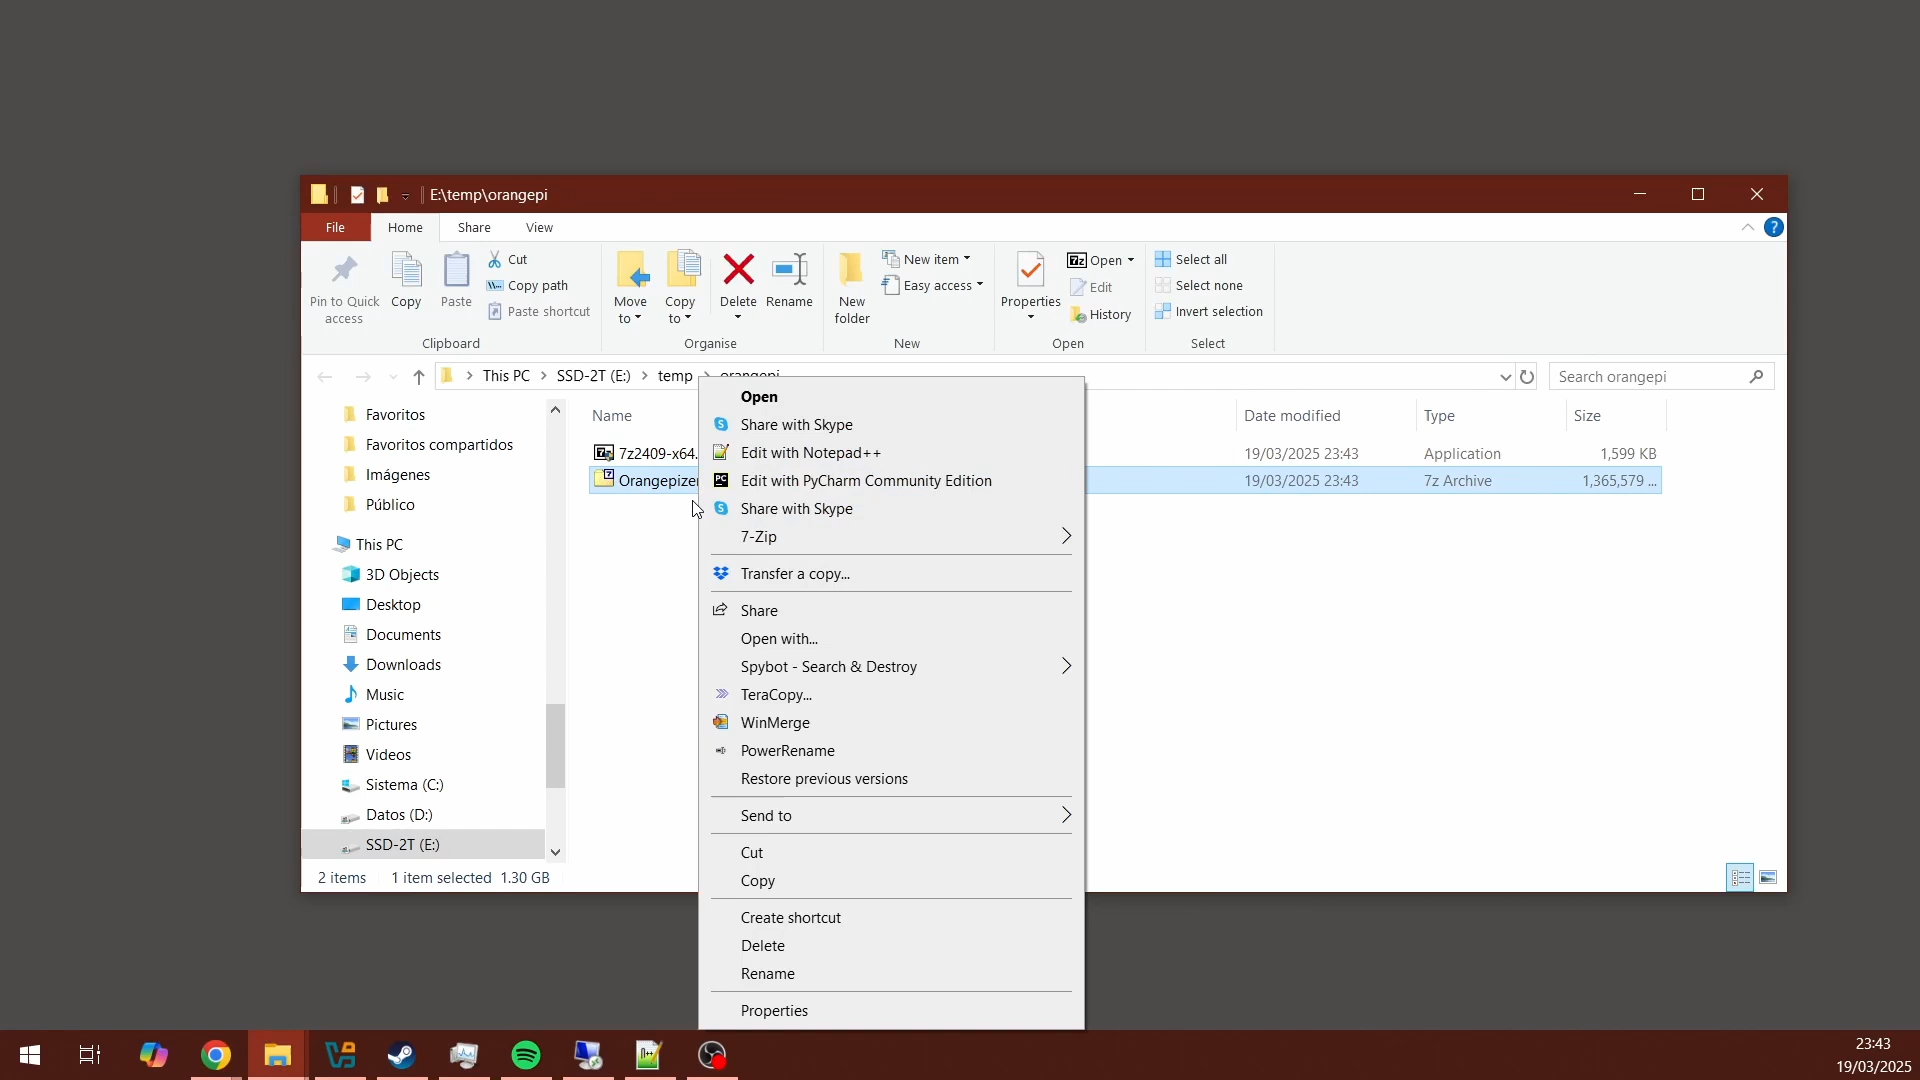 E:\temp\orangepi
File Home Share View
Pin to Quick access
Copy
Paste
Cut
Copy path
Paste shortcut
Clipboard
Move to
Copy to
Delete
Rename
Organise
New folder
New item
Easy access
New
Properties
7z Open
Edit
History
Open
Select all
Select none
Invert selection
Select
This PC SSD-2T (E:) temp orangepi
Search orangepi
Favoritos
Favoritos compartidos
Imágenes
Público
This PC
3D Objects
Desktop
Documents
Downloads
Music
Pictures
Videos
Sistema (C:)
Datos (D:)
SSD-2T (E:)
Name Date modified Type Size
7z2409-x64. 19/03/2025 23:43 Application 1,599 KB
Orangepizer 19/03/2025 23:43 7z Archive 1,365,579 ...
Open
Share with Skype
Edit with Notepad++
PC Edit with PyCharm Community Edition
Share with Skype
7-Zip
Transfer a copy...
Share
Open with...
Spybot - Search & Destroy
TeraCopy...
WinMerge
PowerRename
Restore previous versions
Send to
Cut
Copy
Create shortcut
Delete
Rename
Properties
2 items 1 item selected 1.30 GB
23:43
19/03/2025